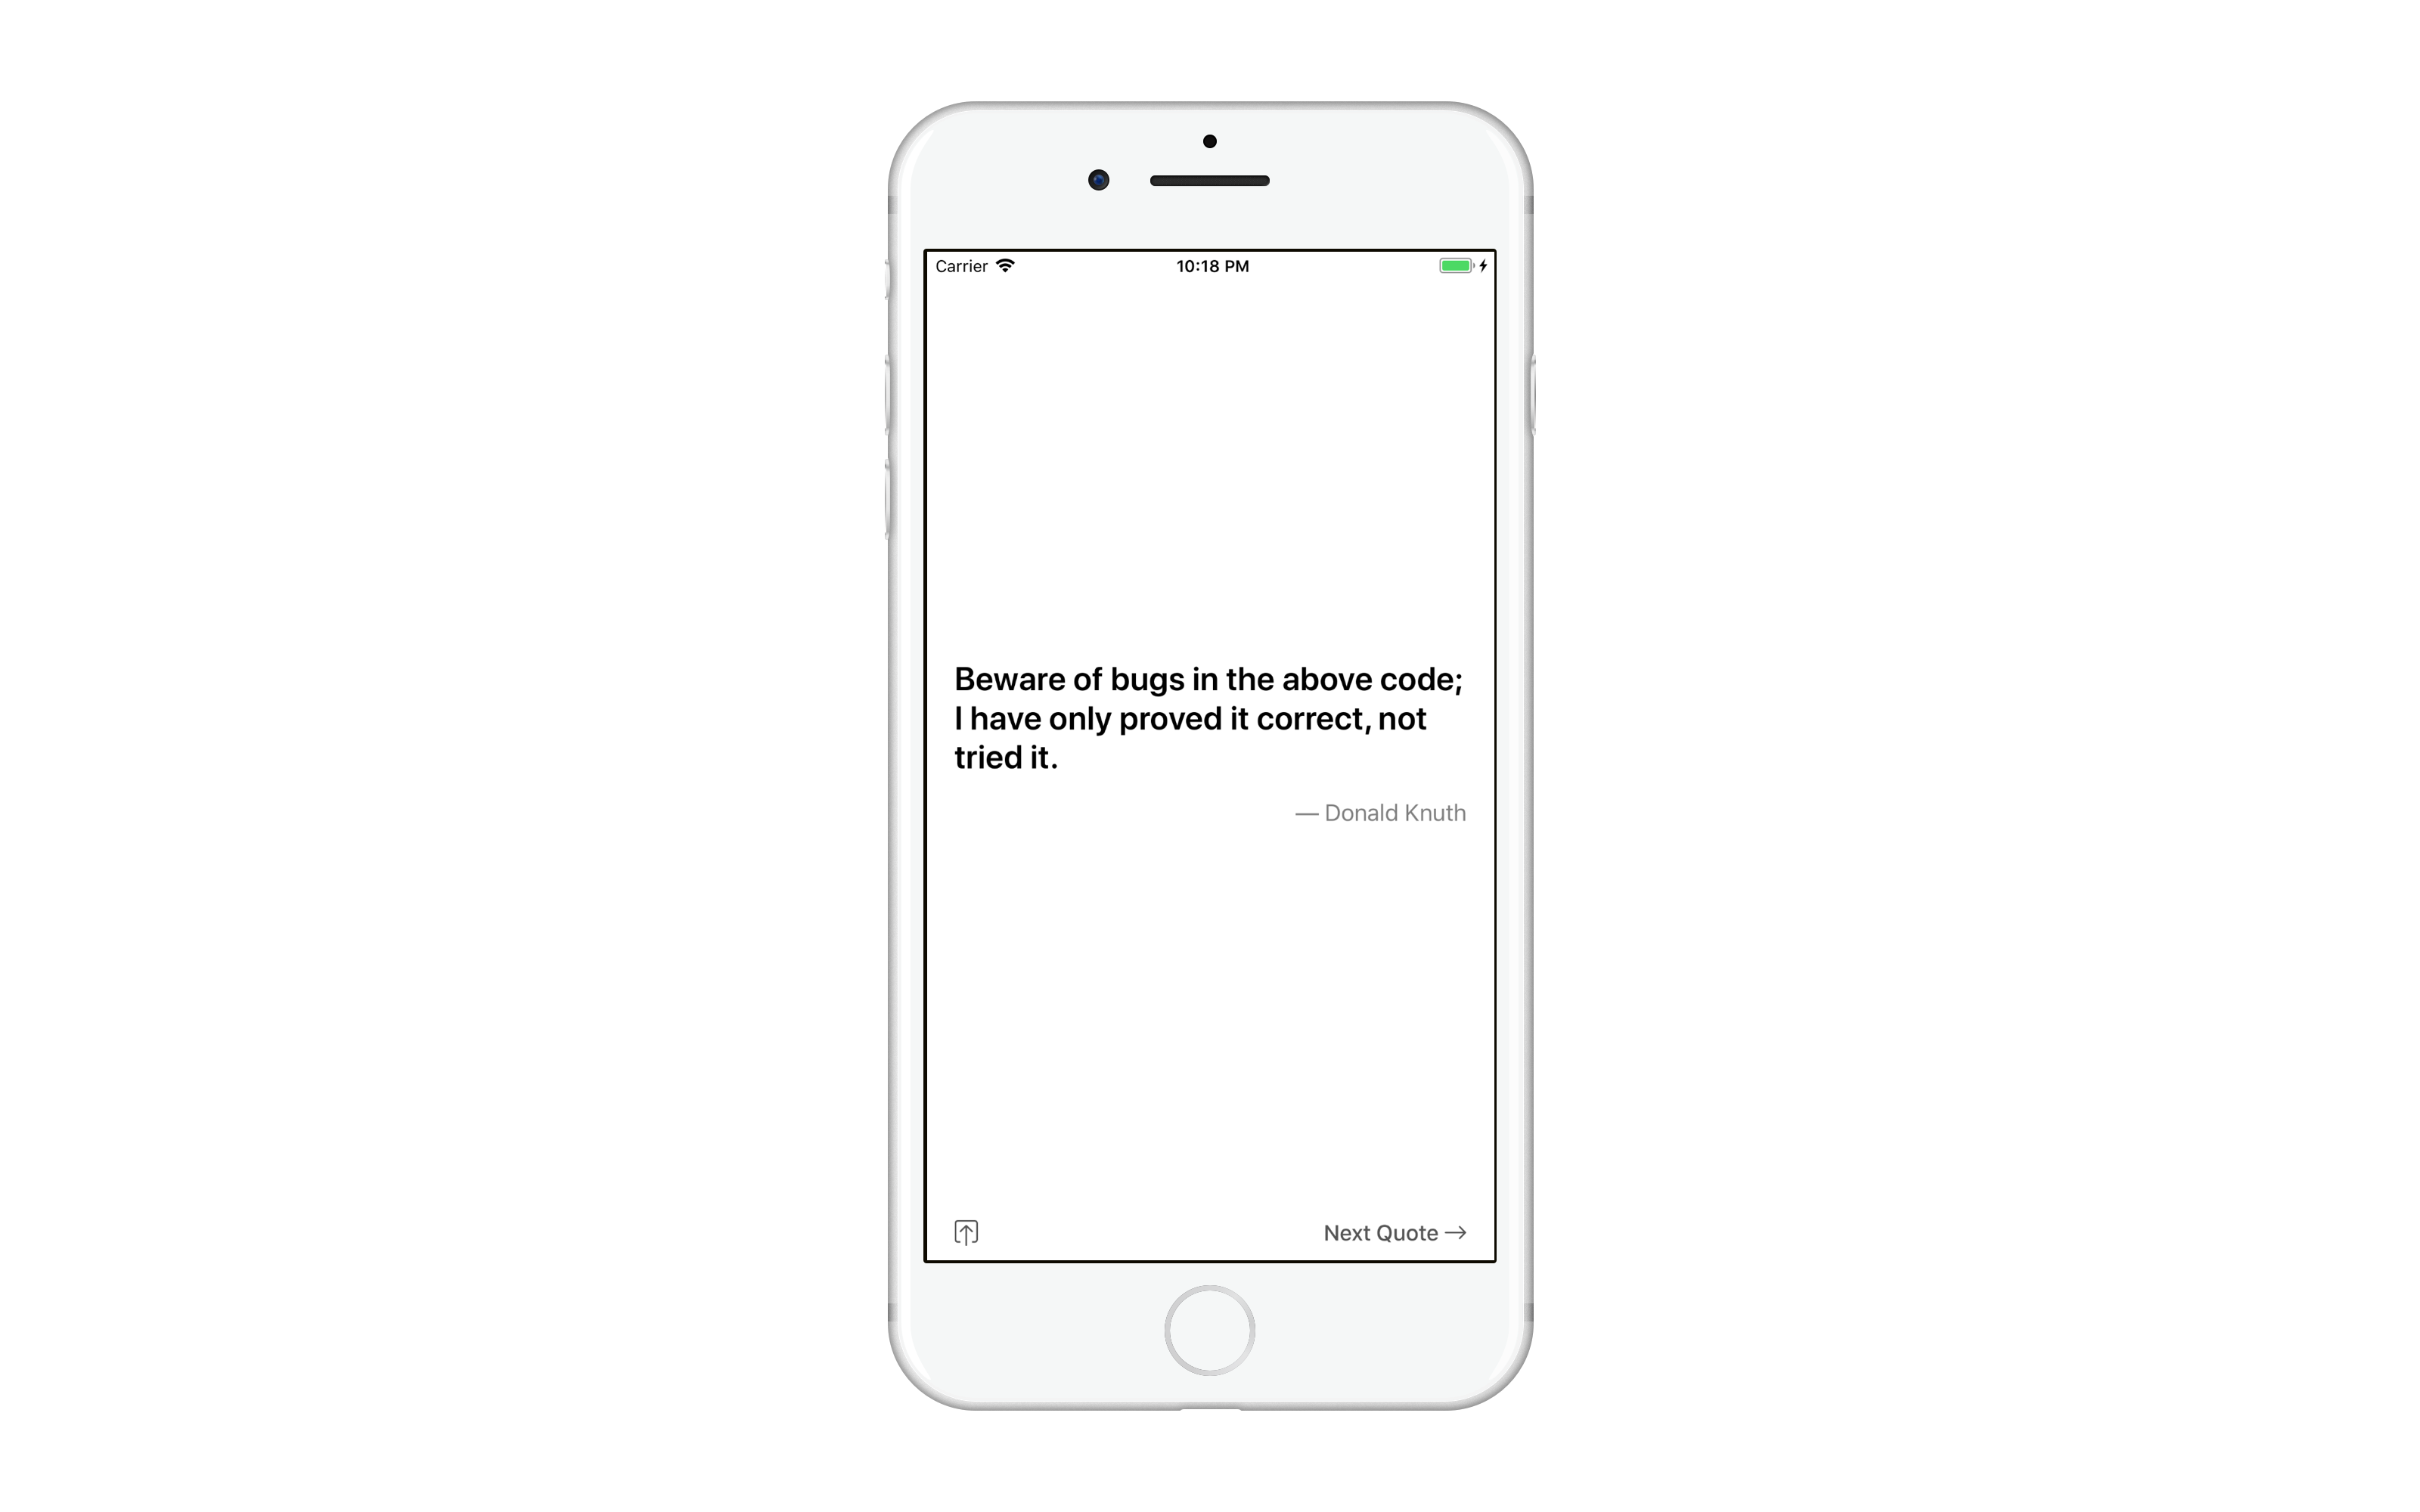 Carrier 10:18 PM
Beware of bugs in the above code;
I have only proved it correct, not
tried it.
— Donald Knuth
Next Quote →